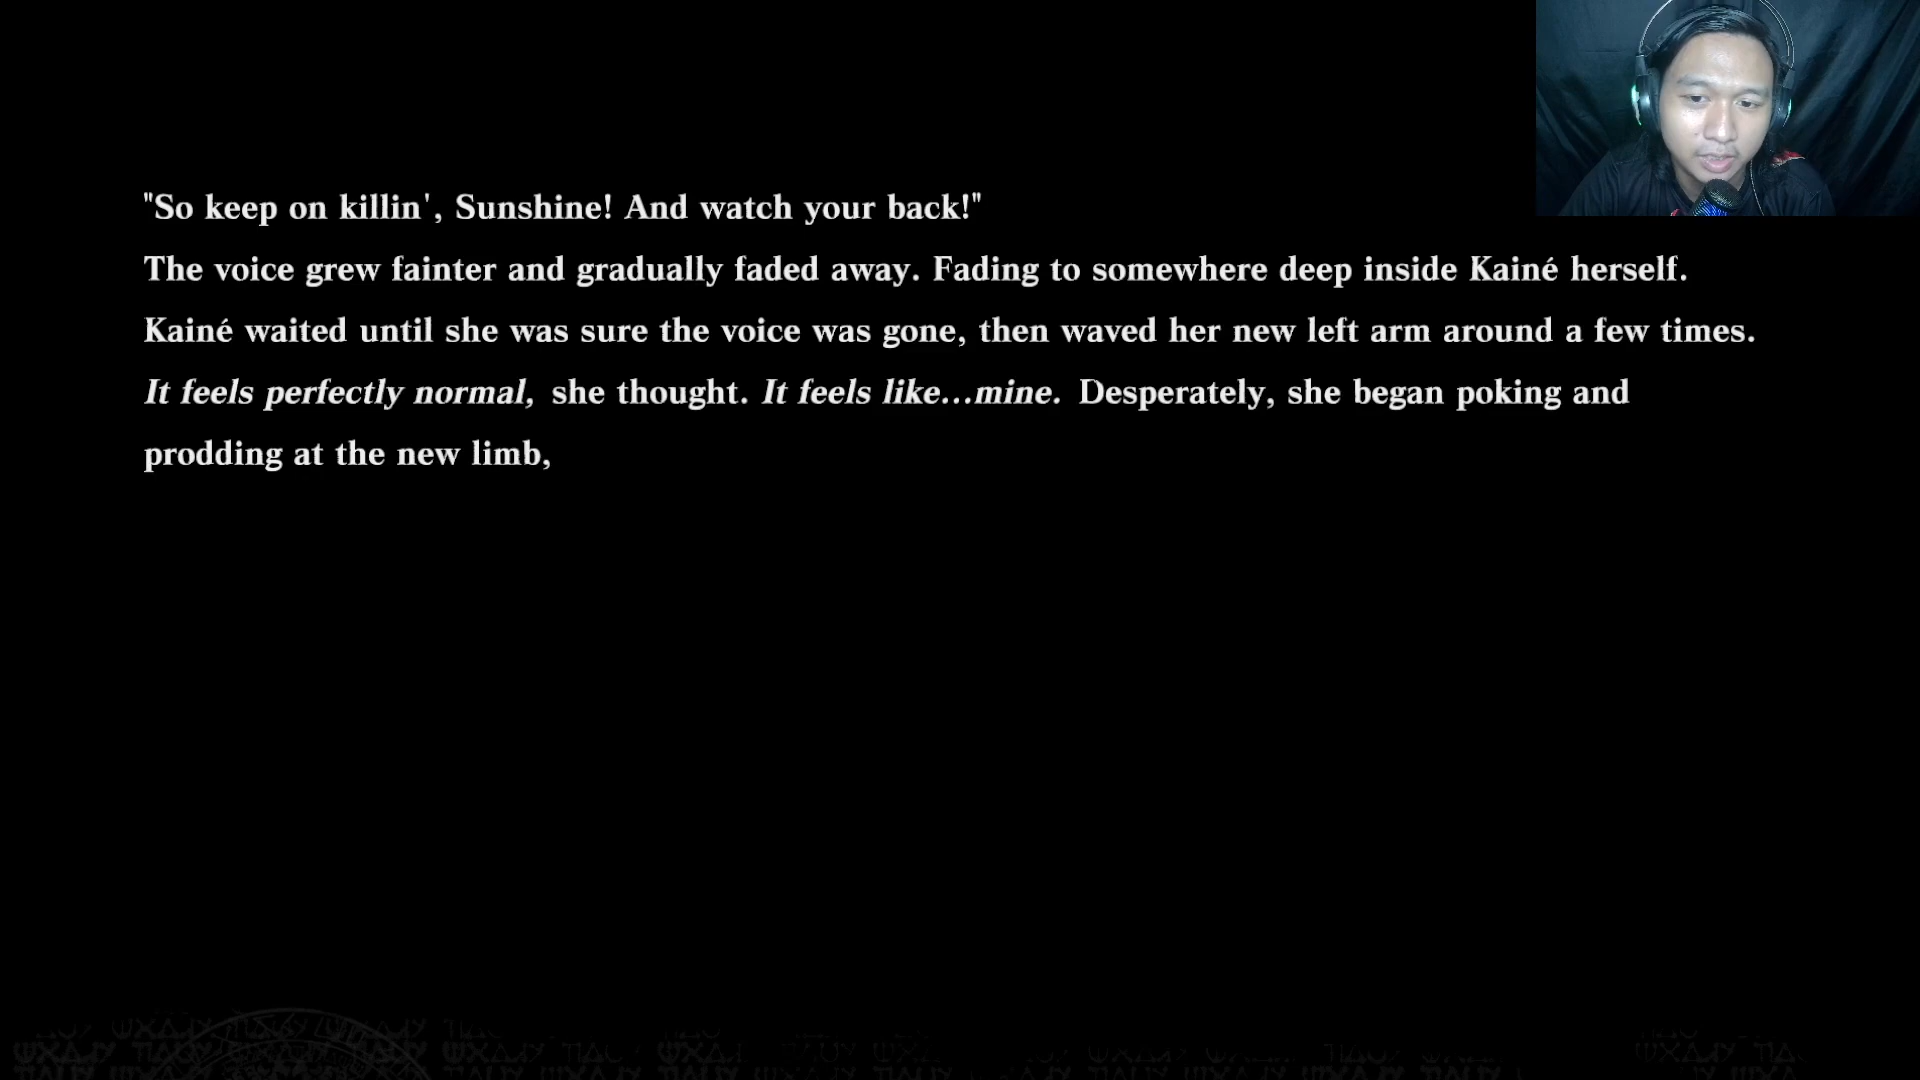 "So keep on killin', Sunshine! And watch your back!"
The voice grew fainter and gradually faded away. Fading to somewhere deep inside Kainé herself.
Kainé waited until she was sure the voice was gone, then waved her new left arm around a few times.
It feels perfectly normal, she thought. It feels like...mine. Desperately, she began poking and
prodding at the new limb,